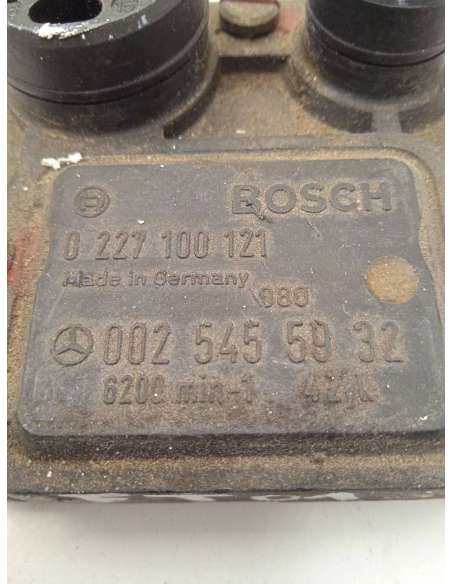 BOSCH
0 227 100 121
Made in Germany
080
002 545 59 32
6200 min-1